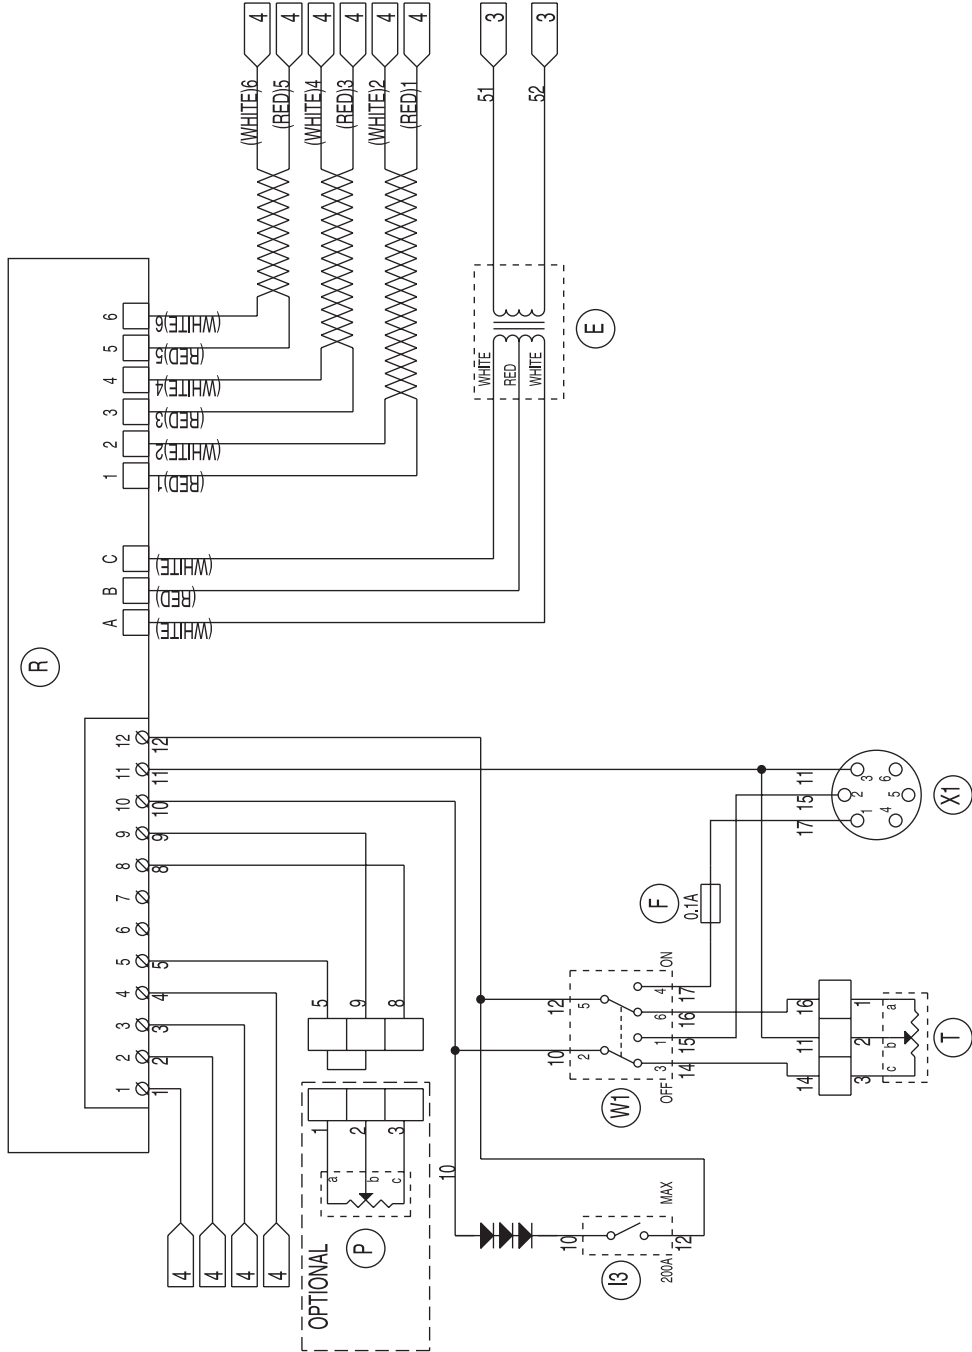 R
1 2 3 4 5 6 7 8 9 10 11 12
A B C
1 2 3 4 5 6
1 2 3 4 5 8 9 10 11 12
(WHITE)
(RED)
(WHITE)
(RED)1
(WHITE)2
(RED)3
(WHITE)4
(RED)5
(WHITE)6
4
4
4
4
(WHITE)6 4
(RED)5 4
(WHITE)4 4
(RED)3 4
(WHITE)2 4
(RED)1 4
OPTIONAL
P
a 1
b 2
c 3
5
9
8
10
WHITE
RED
WHITE
51 3
52 3
E
10
12
I3
200A
MAX
10
12
2
5
3 1 6 4
W1
OFF
ON
14 15 16 17
F
0.1A
14 11 16
3 2 1
c b a
T
17 15 11
1 2 3
4 5 6
X1